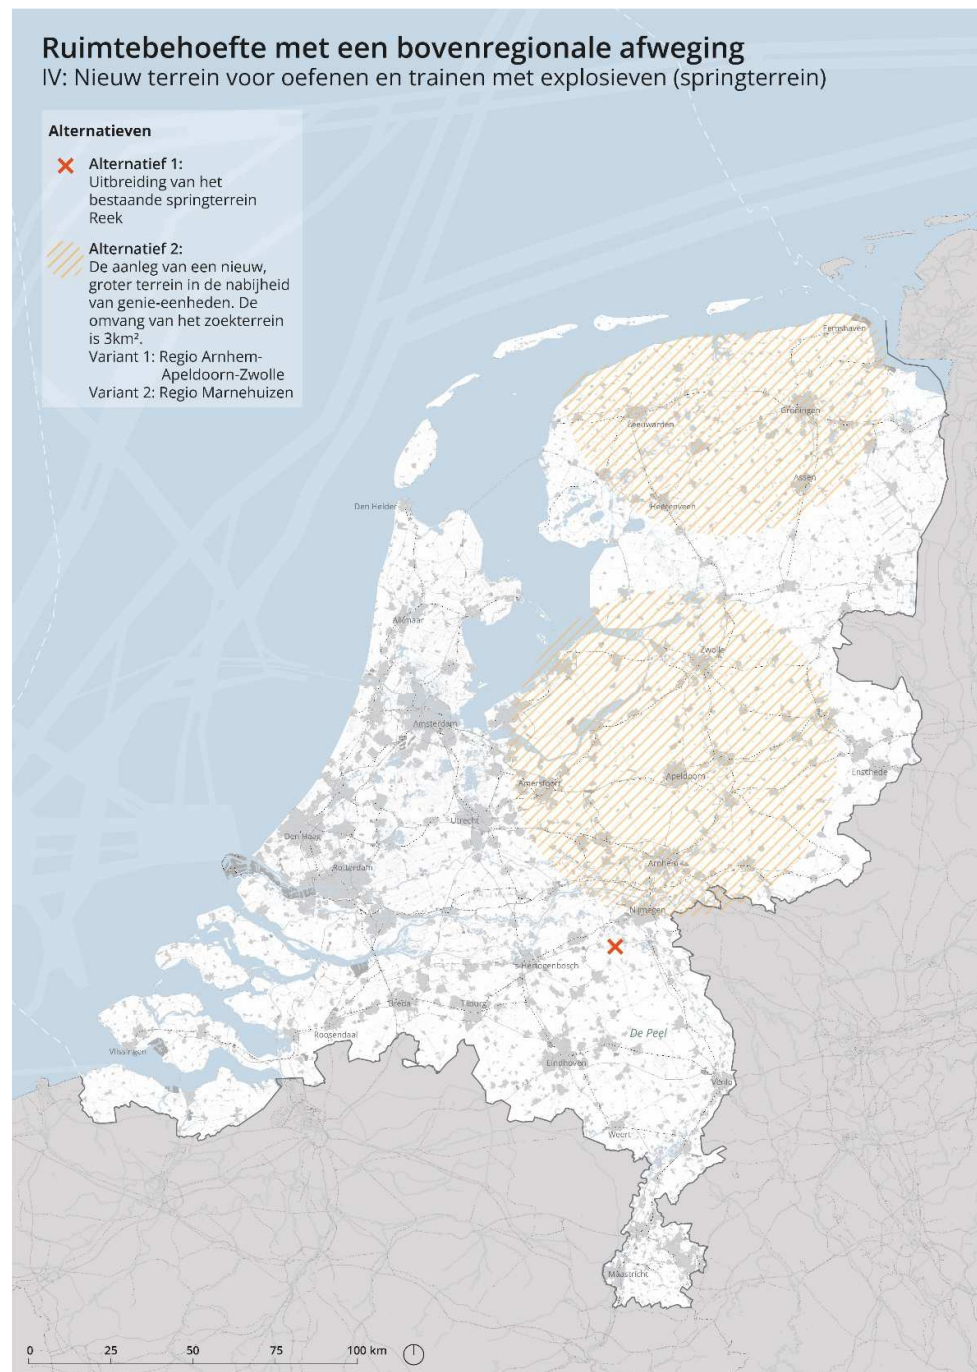 Ruimtebehoefte met een bovenregionale afweging
IV: Nieuw terrein voor oefenen en trainen met explosieven (springterrein)
Alternatieven
Alternatief 1:
Uitbreiding van het
bestaande springterrein
Reek
Alternatief 2:
De aanleg van een nieuw,
groter terrein in de nabijheid
van genie-eenheden. De
omvang van het zoekterrein
is 3km².
Variant 1: Regio Arnhem-
Apeldoorn-Zwolle
Variant 2: Regio Marnehuizen
Eemshaven
Groningen
Leeuwarden
Assen
Heerenveen
Den Helder
Alkmaar
Zwolle
Amsterdam
Enschede
Apeldoorn
Amersfoort
Utrecht
Den Haag
Arnhem
Rotterdam
Nijmegen
's-Hertogenbosch
Breda
Tilburg
De Peel
Roosendaal
Vlissingen
Eindhoven
Venlo
Weert
Maastricht
0 25 50 75 100 km